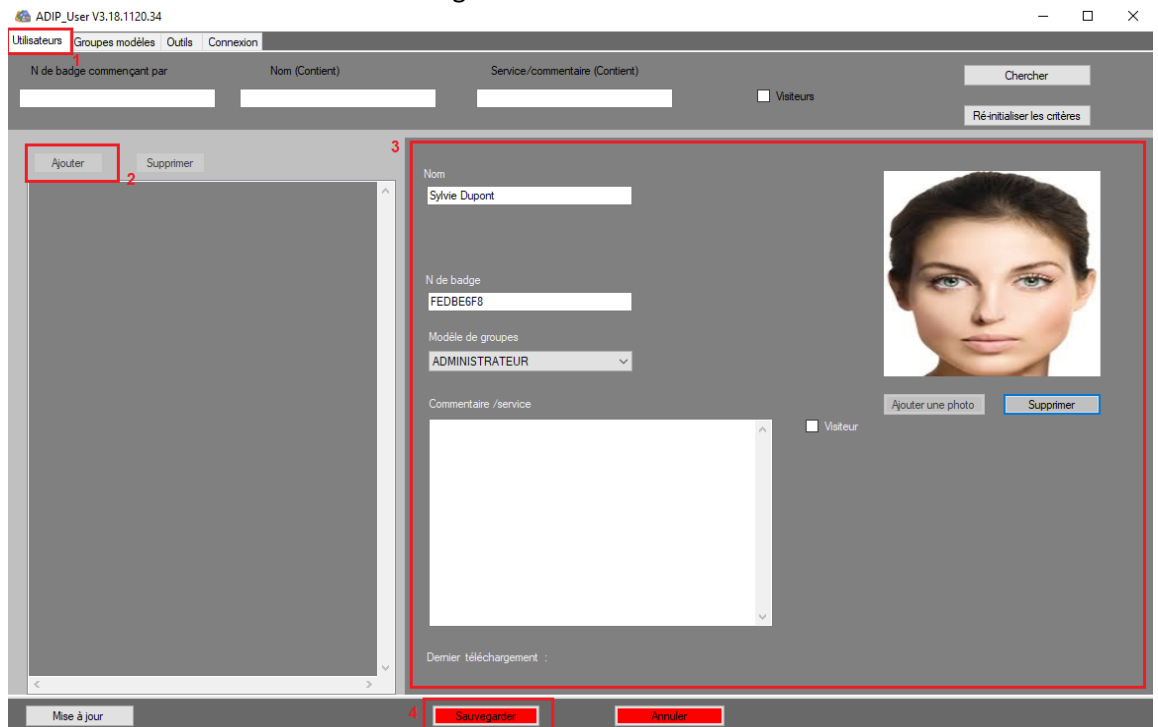 ADIP_User V3.18.1120.34
Utilisateurs Groupes modèles Outils Connexion
1
N de badge commençant par Nom (Contient) Service/commentaire (Contient)
Chercher
Visiteurs
Ré-initialiser les critères
Ajouter Supprimer
2
3
Nom
Sylvie Dupont
N de badge
FEDBE6F8
Modèle de groupes
ADMINISTRATEUR
Commentaire /service
Ajouter une photo Supprimer
Visiteur
Dernier téléchargement :
Mise à jour
4
Sauvegarder Annuler